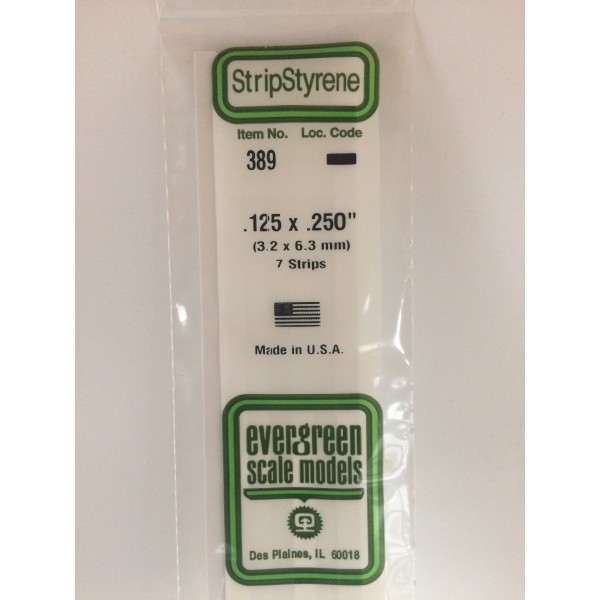 StripStyrene
Item No. Loc. Code
389
.125 x .250"
(3.2 x 6.3 mm)
7 Strips
Made in U.S.A.
evergreen
scale models
Des Plaines, IL 60018